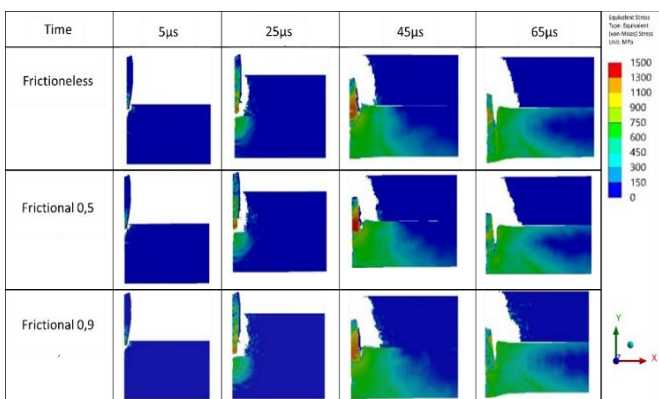 Time 5μs 25μs 45μs 65μs
Frictioneless
Frictional 0,5
Frictional 0,9
Equivalent Stress
Type: Equivalent
(von-Mises) Stress
Unit: MPa
1500
1300
1100
900
750
600
450
300
150
0
Y
X